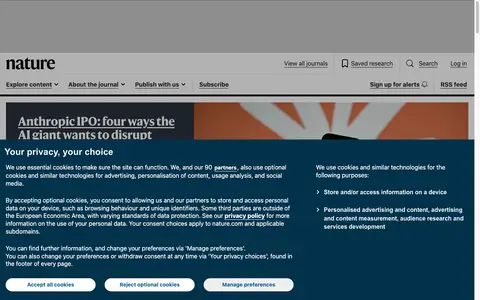 nature
View all journals
Saved research
Search
Log in
Explore content
About the journal
Publish with us
Subscribe
Sign up for alerts
RSS feed
Anthropic IPO: four ways the
AI giant wants to disrupt
Your privacy, your choice
We use essential cookies to make sure the site can function. We, and our 90 partners, also use optional
cookies and similar technologies for advertising, personalisation of content, usage analysis, and
social media.
By accepting optional cookies, you consent to allowing us and our partners to store and access personal
data on your device, such as browsing behaviour and unique identifiers. Some third parties are outside of
the European Economic Area, with varying standards of data protection. See our privacy policy for more
information on the use of your personal data. Your consent choices apply to nature.com and applicable
subdomains.
You can find further information, and change your preferences via 'Manage preferences'.
You can also change your preferences or withdraw consent at any time via 'Your privacy choices', found in
the footer of every page.
Accept all cookies
Reject optional cookies
Manage preferences
We use cookies and similar technologies for the
following purposes:
Store and/or access information on a device
Personalised advertising and content, advertising
and content measurement, audience research and
services development